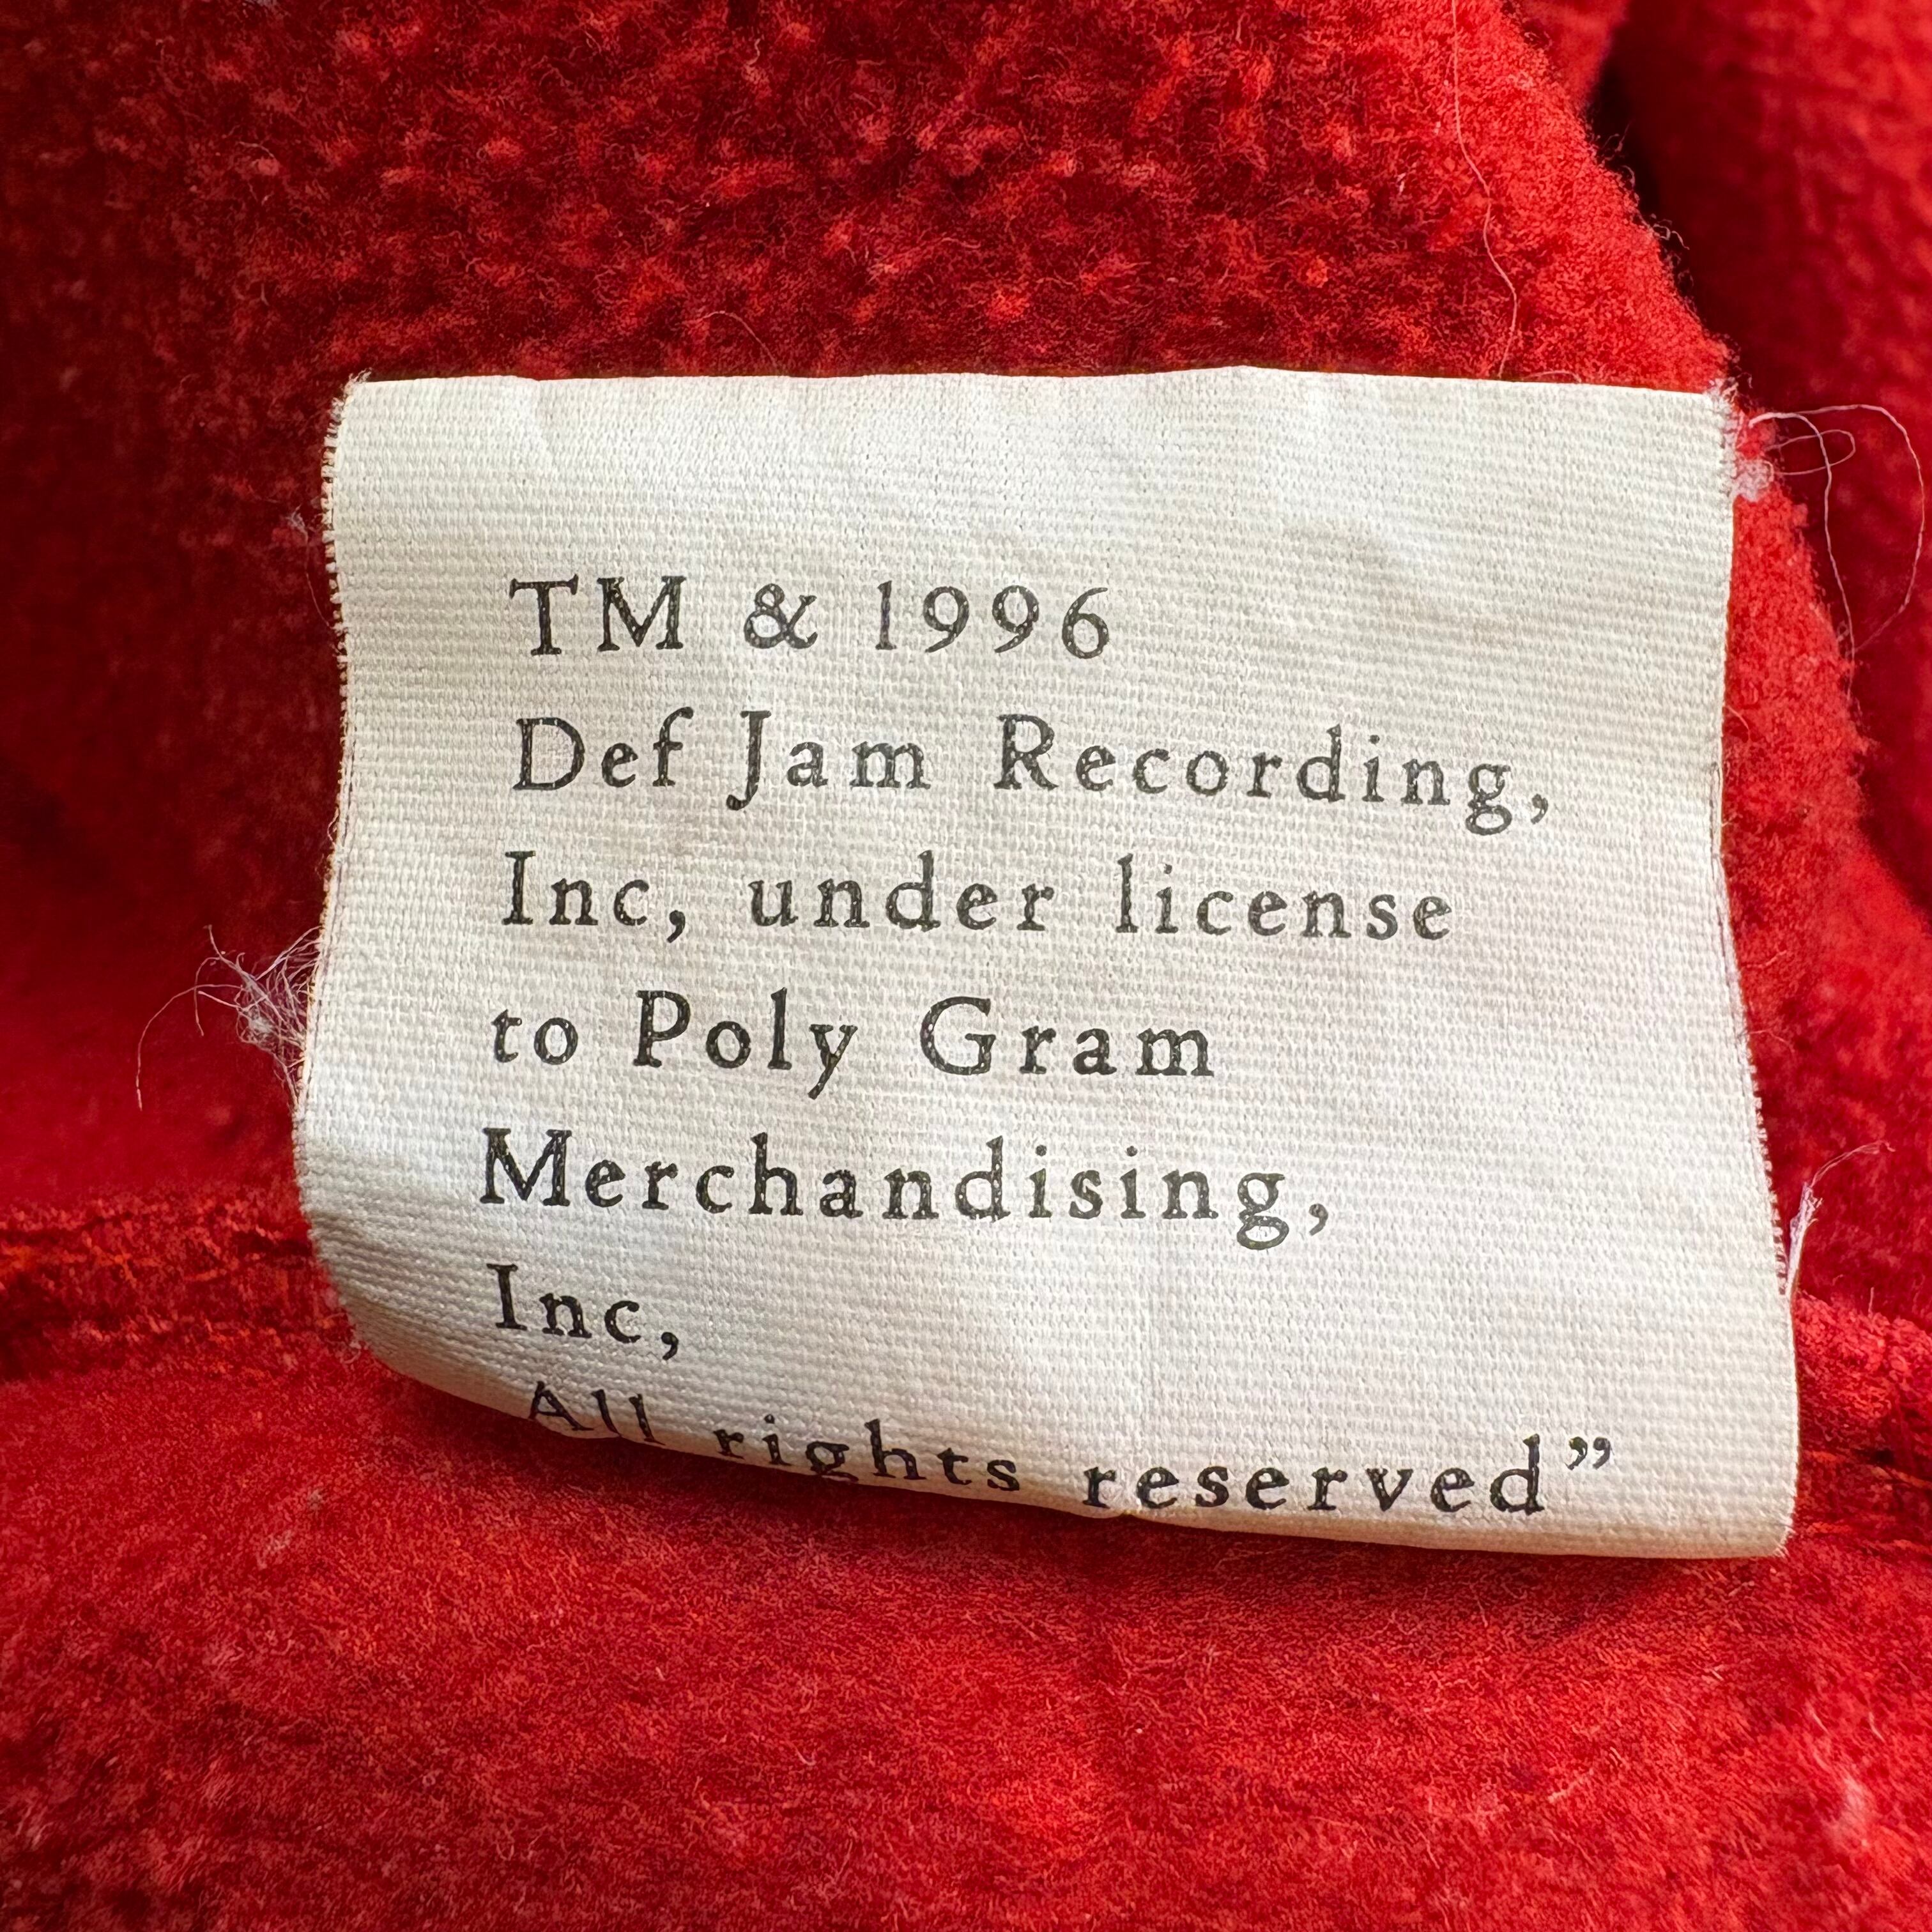 TM & 1996
Def Jam Recording,
Inc, under license
to Poly Gram
Merchandising,
Inc,
All rights reserved”